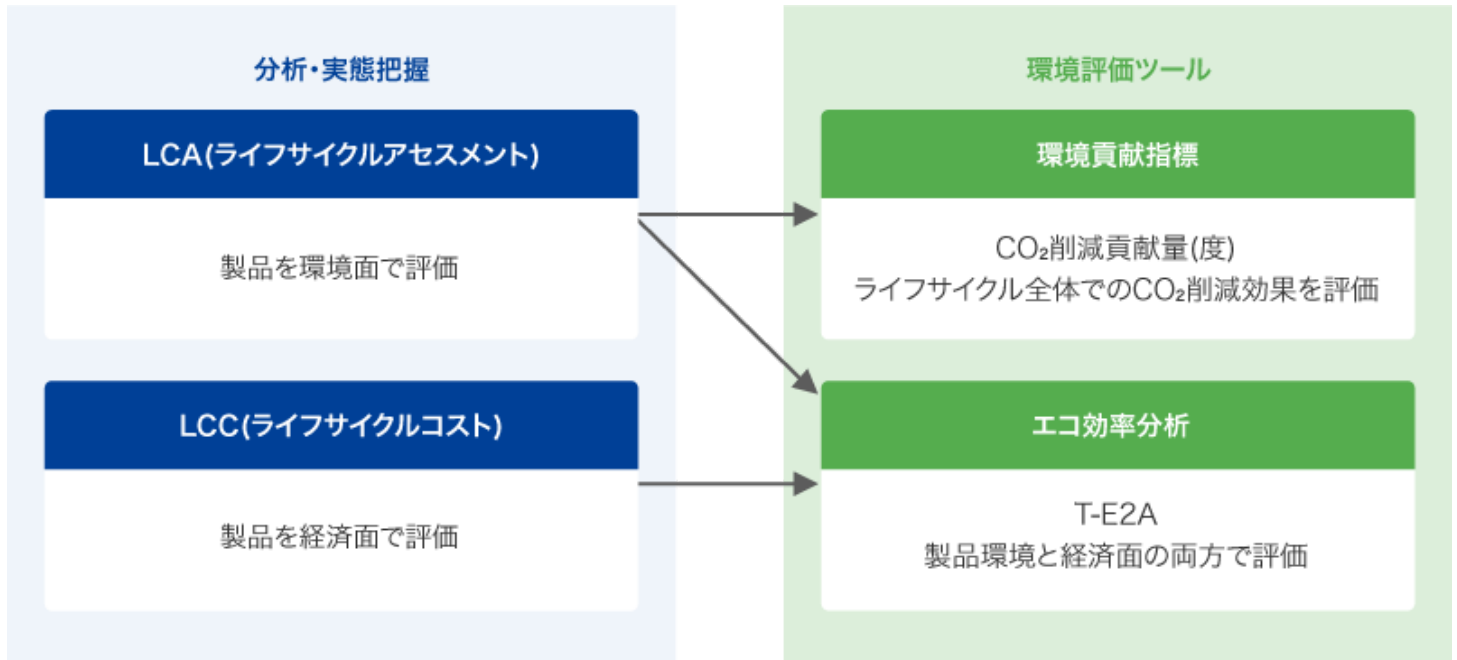 分析・実態把握
LCA(ライフサイクルアセスメント)
製品を環境面で評価
LCC(ライフサイクルコスト)
製品を経済面で評価
環境評価ツール
環境貢献指標
CO₂削減貢献量(度)
ライフサイクル全体でのCO₂削減効果を評価
エコ効率分析
T-E2A
製品環境と経済面の両方で評価